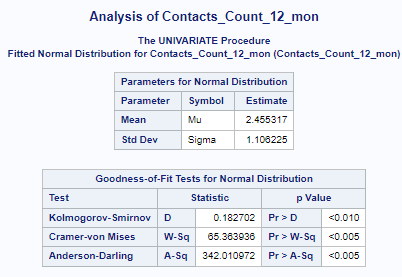 Analysis of Contacts_Count_12_mon
The UNIVARIATE Procedure
Fitted Normal Distribution for Contacts_Count_12_mon (Contacts_Count_12_mon)
Parameters for Normal Distribution
Parameter Symbol Estimate
Mean Mu 2.455317
Std Dev Sigma 1.106225
Goodness-of-Fit Tests for Normal Distribution
Test Statistic p Value
Kolmogorov-Smirnov D 0.182702 Pr > D <0.010
Cramer-von Mises W-Sq 65.363936 Pr > W-Sq <0.005
Anderson-Darling A-Sq 342.010972 Pr > A-Sq <0.005